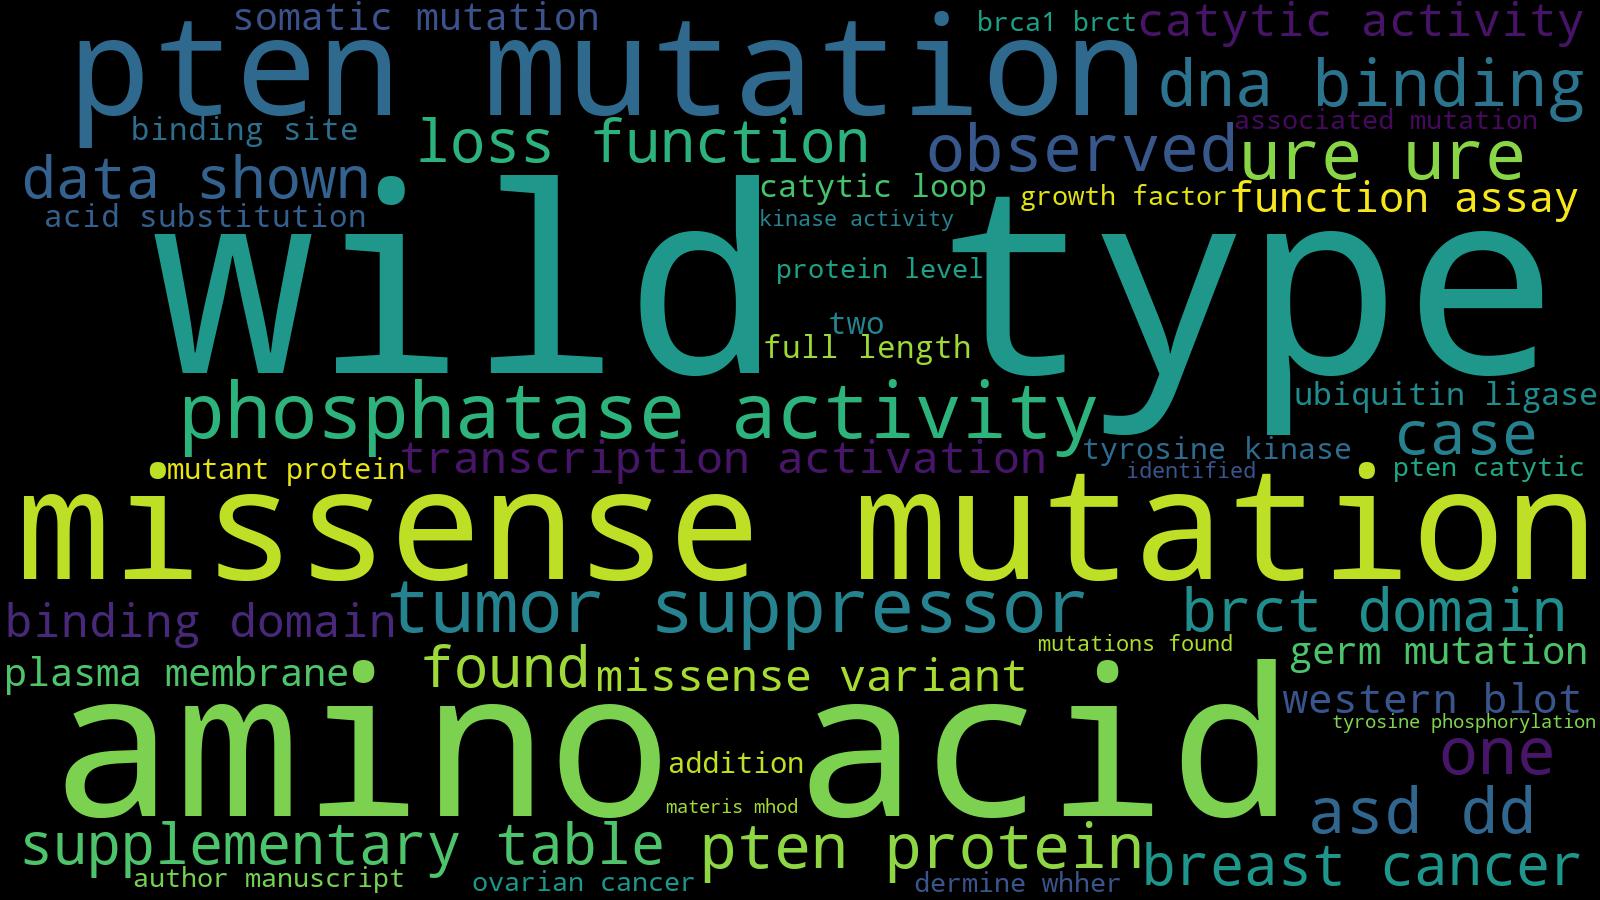 somatic mutation
brca1 brct
catytic activity
pten mutation
dna binding
binding site
loss function
observed
associated mutation
ure ure
data shown
catytic loop
growth factor
function assay
acid substitution
kinase activity
wild type
protein level
two
full length
phosphatase activity
ubiquitin ligase
case
transcription activation
tyrosine kinase
mutant protein
identified
pten catytic
missense mutation
binding domain
tumor suppressor
brct domain
mutations found
germ mutation
plasma membrane
found
missense variant
western blot
tyrosine phosphorylation
amino acid
one
addition
materis mhod
asd dd
supplementary table
pten protein
breast cancer
author manuscript
ovarian cancer
dermine whher